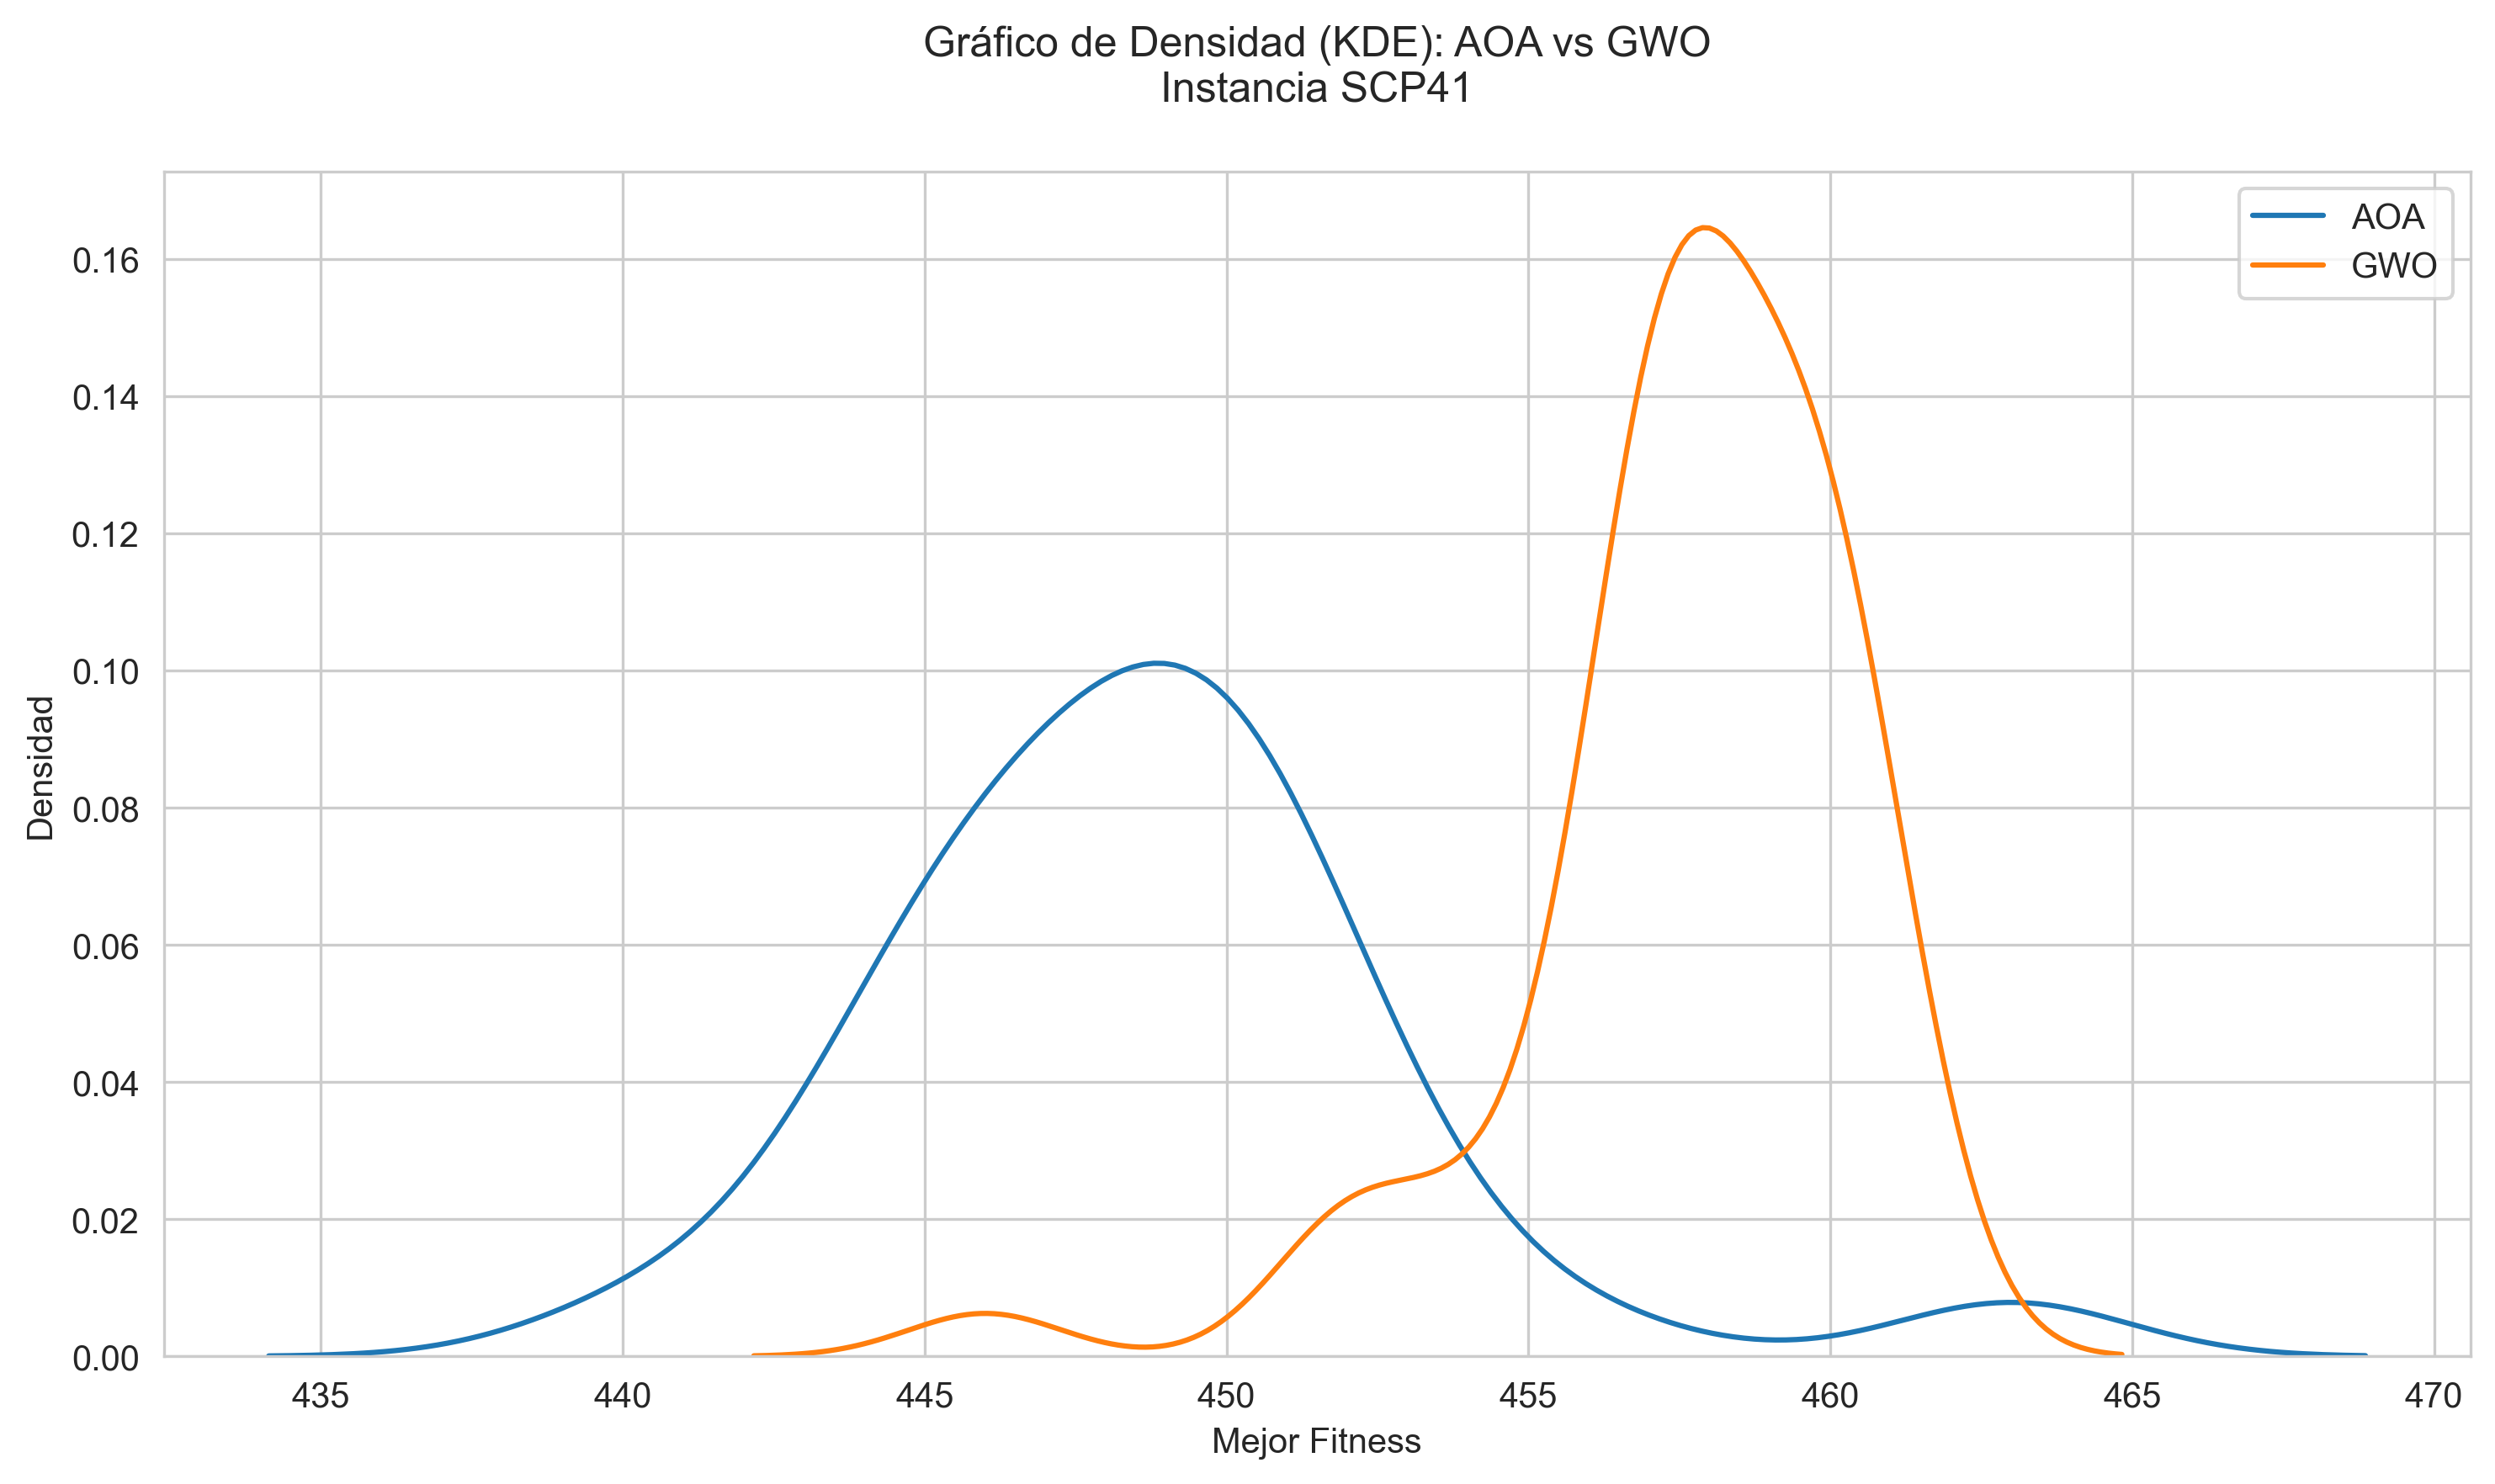 Gráfico de Densidad (KDE): AOA vs GWO
Instancia SCP41
AOA
GWO
0.16
0.14
0.12
0.10
0.08
0.06
0.04
0.02
0.00
Densidad
435 440 445 450 455 460 465 470
Mejor Fitness